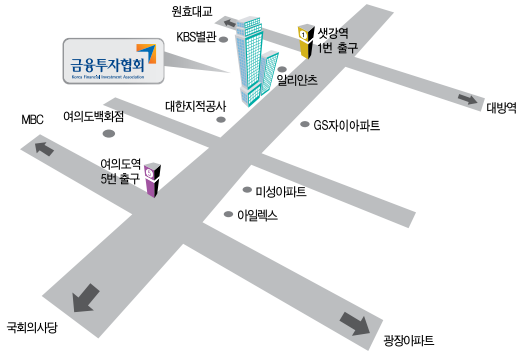 원효대교
KBS별관
샛강역
1번 출구
1
금융투자협회
Korea Financial Investment Association
알리안츠
대방역
대한지적공사
여의도백화점
MBC
GS자이아파트
여의도역
5번 출구
5
미성아파트
아일렉스
국회의사당
광장아파트